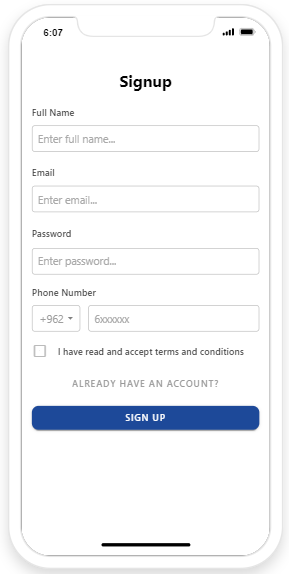 6:07
Signup
Full Name
Enter full name...
Email
Enter email...
Password
Enter password...
Phone Number
+962 6xxxxxx
I have read and accept terms and conditions
ALREADY HAVE AN ACCOUNT?
SIGN UP